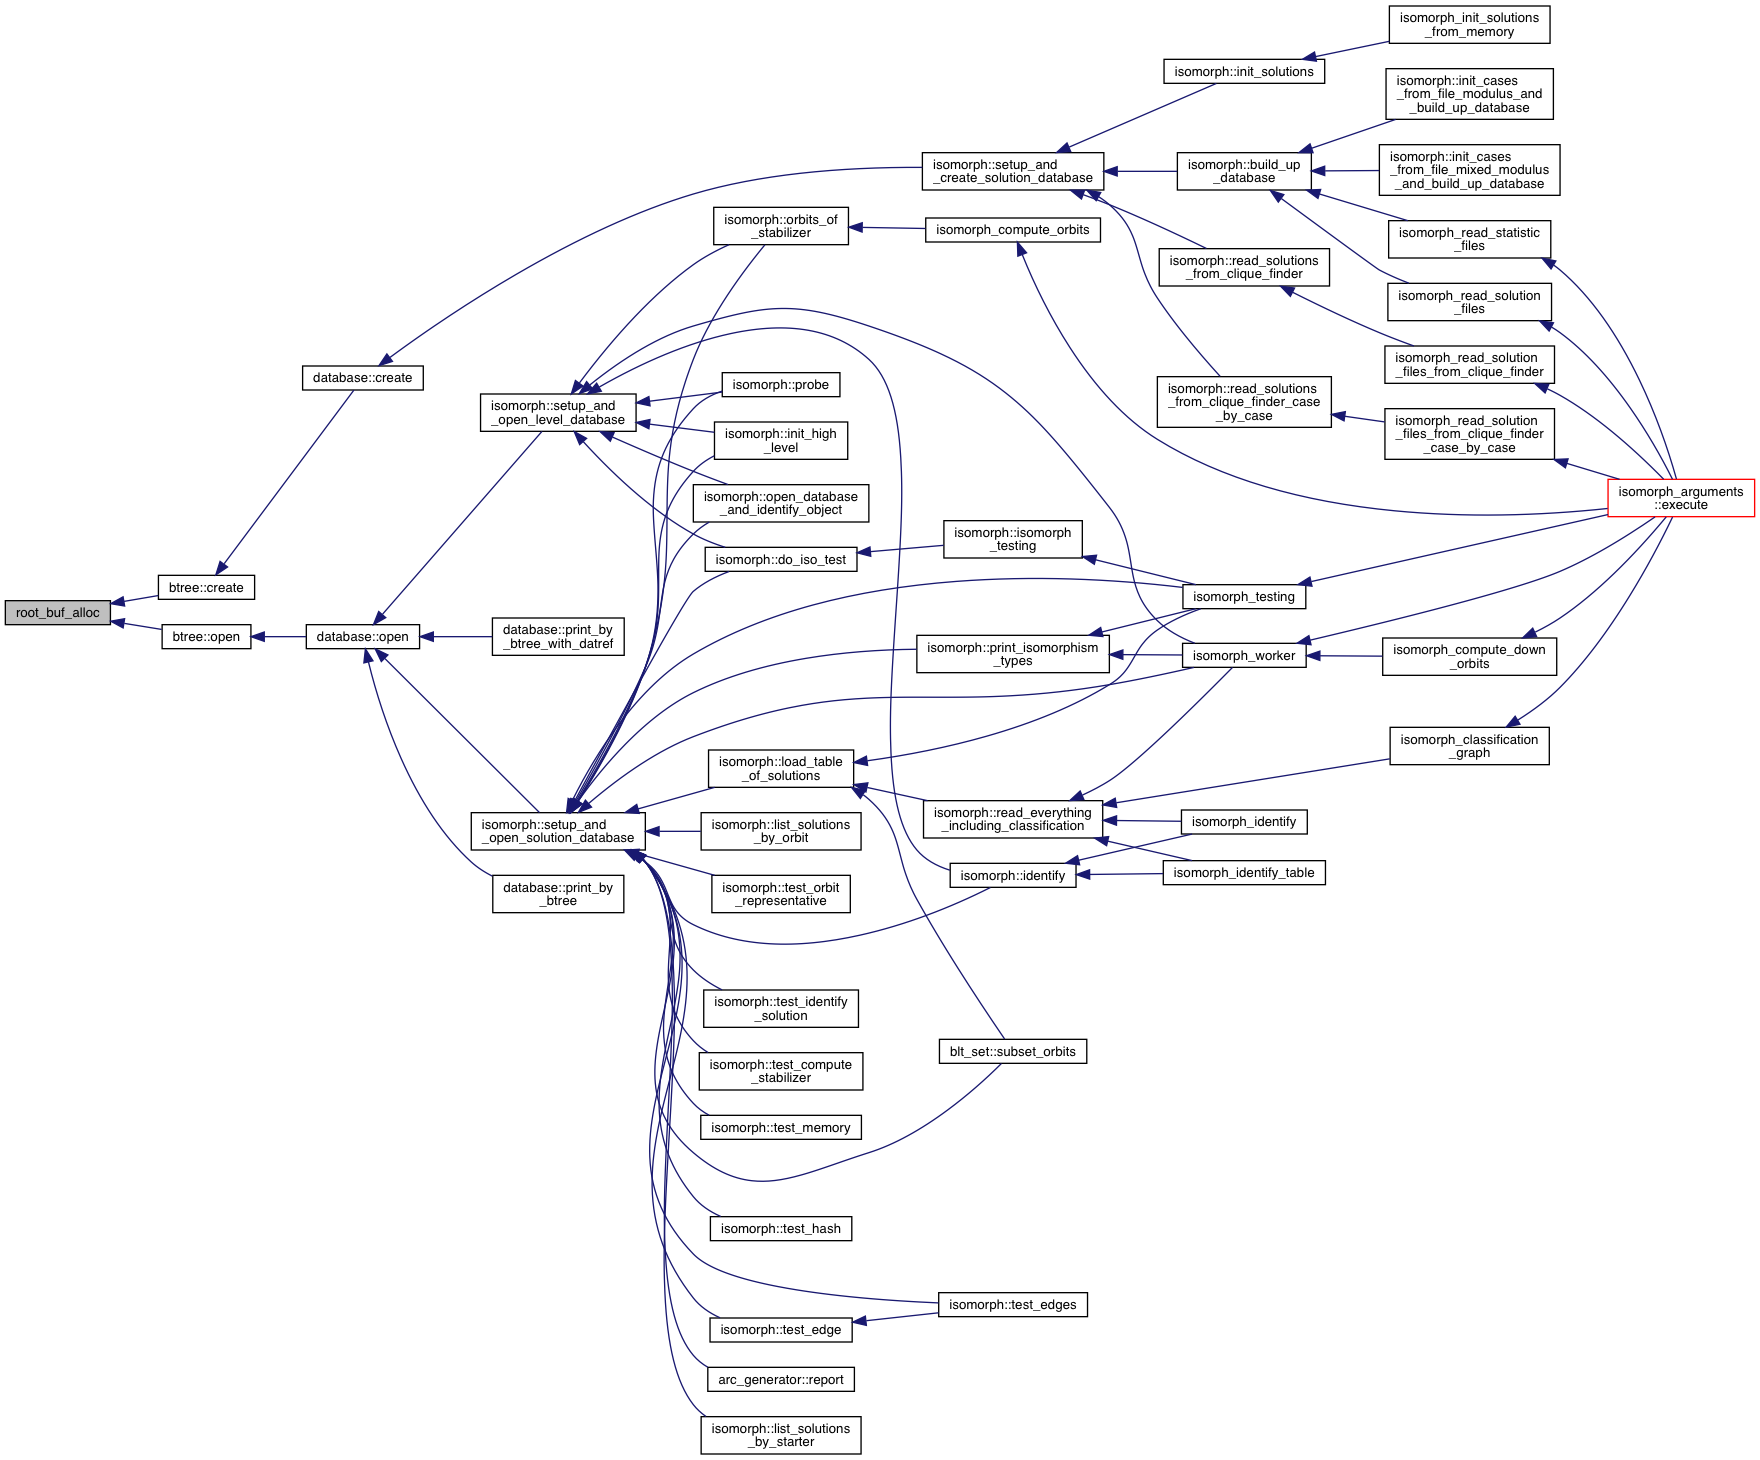 root_buf_alloc
btree::create
btree::open
database::create
database::open
isomorph::setup_and
_open_level_database
database::print_by
_btree_with_datref
isomorph::setup_and
_open_solution_database
database::print_by
_btree
isomorph::orbits_of
_stabilizer
isomorph::probe
isomorph::init_high
_level
isomorph::open_database
_and_identify_object
isomorph::do_iso_test
isomorph::load_table
_of_solutions
isomorph::list_solutions
_by_orbit
isomorph::test_orbit
_representative
isomorph::test_identify
_solution
isomorph::test_compute
_stabilizer
isomorph::test_memory
isomorph::test_hash
isomorph::test_edge
arc_generator::report
isomorph::list_solutions
_by_starter
isomorph::setup_and
_create_solution_database
isomorph_compute_orbits
isomorph::isomorph
_testing
isomorph::print_isomorphism
_types
isomorph::read_everything
_including_classification
isomorph::identify
blt_set::subset_orbits
isomorph::test_edges
isomorph::init_solutions
isomorph::build_up
_database
isomorph::read_solutions
_from_clique_finder
isomorph::read_solutions
_from_clique_finder_case
_by_case
isomorph_testing
isomorph_worker
isomorph_identify
isomorph_identify_table
isomorph_init_solutions
_from_memory
isomorph::init_cases
_from_file_modulus_and
_build_up_database
isomorph::init_cases
_from_file_mixed_modulus
_and_build_up_database
isomorph_read_statistic
_files
isomorph_read_solution
_files
isomorph_read_solution
_files_from_clique_finder
isomorph_read_solution
_files_from_clique_finder
_case_by_case
isomorph_compute_down
_orbits
isomorph_classification
_graph
isomorph_arguments
::execute